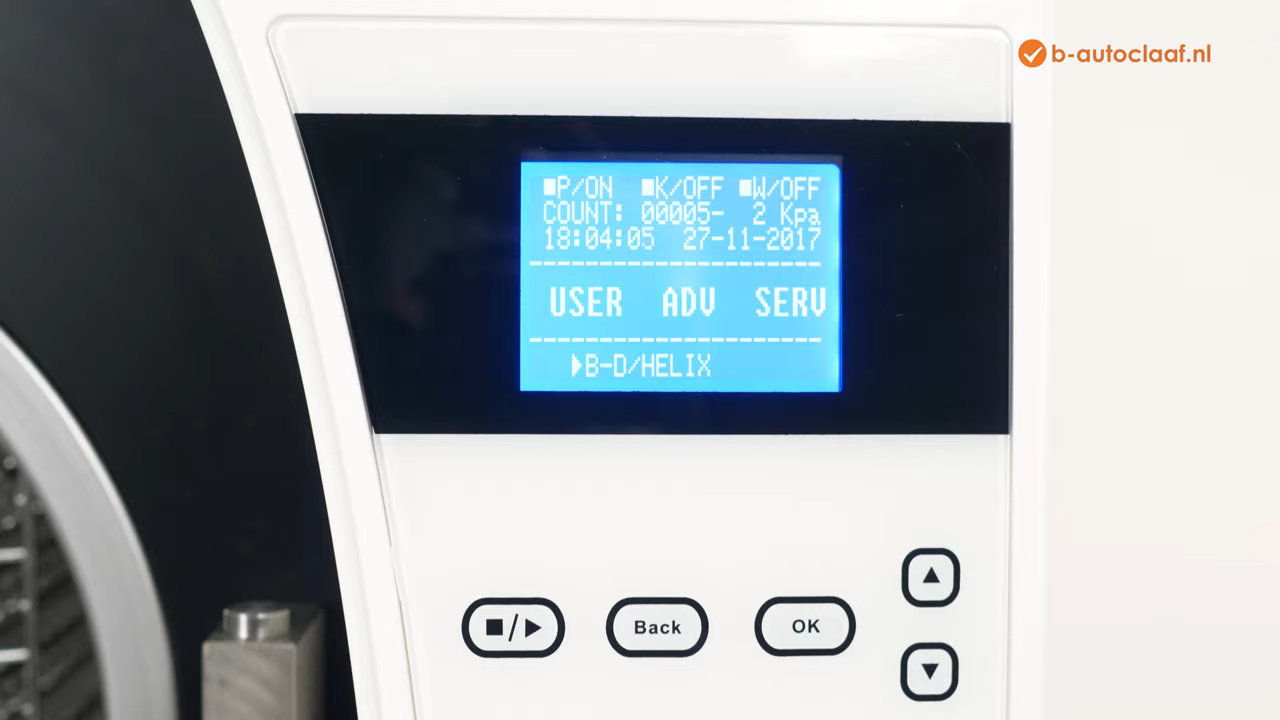 b-autoclaaf.nl
■P/ON ■K/OFF ■W/OFF
COUNT: 00005- 2 Kpa
18:04:05 27-11-2017
USER ADV SERV
▶B-D/HELIX
■/▶ Back OK
▲
▼